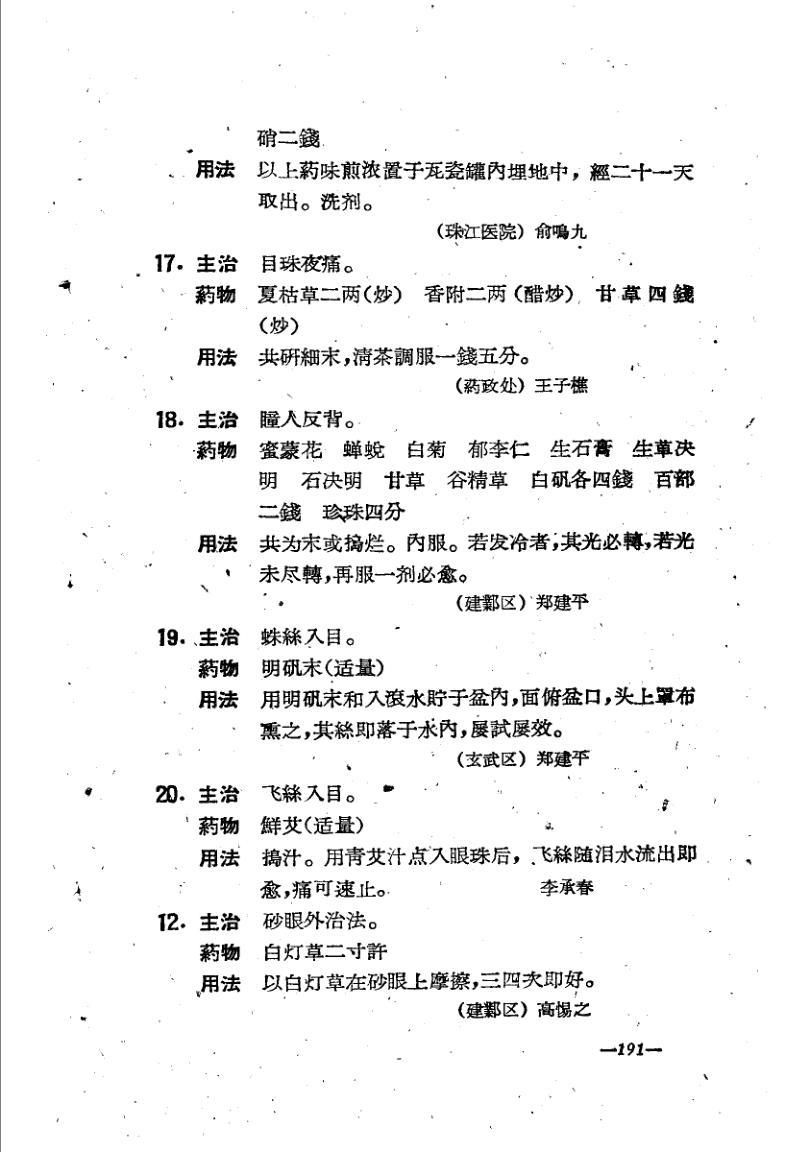 硝二錢
用法 以上葯味煎浓置于瓦瓷罐內埋地中，經二十一天
取出。洗剂。
（珠江医院）俞鳴九
17. 主治 目珠夜痛。
葯物 夏枯草二两(炒) 香附二两(醋炒) 甘草四錢
(炒)
用法 共研細末，清茶調服一錢五分。
（葯政处）王子樵
18. 主治 瞳人反背。
葯物 蜜蒙花 蝉蛻 白菊 郁李仁 生石膏 生草决
明 石决明 甘草 谷精草 白矾各四錢 百部
二錢 珍珠四分
用法 共为末或搗烂。內服。若发冷者，其光必轉，若光
未尽轉，再服一剂必愈。
（建鄴区）郑建平
19. 主治 蛛絲入目。
葯物 明矾末(适量)
用法 用明矾末和入滾水貯于盆內，面俯盆口，头上罩布
熏之，其絲即落于水內，屡試屡效。
（玄武区）郑建平
20. 主治 飞絲入目。
葯物 鮮艾(适量)
用法 搗汁。用青艾汁点入眼珠后，飞絲随泪水流出即
愈，痛可速止。 李承春
12. 主治 砂眼外治法。
葯物 白灯草二寸許
用法 以白灯草在砂眼上摩擦，三四次即好。
（建鄴区）高惕之
—191—